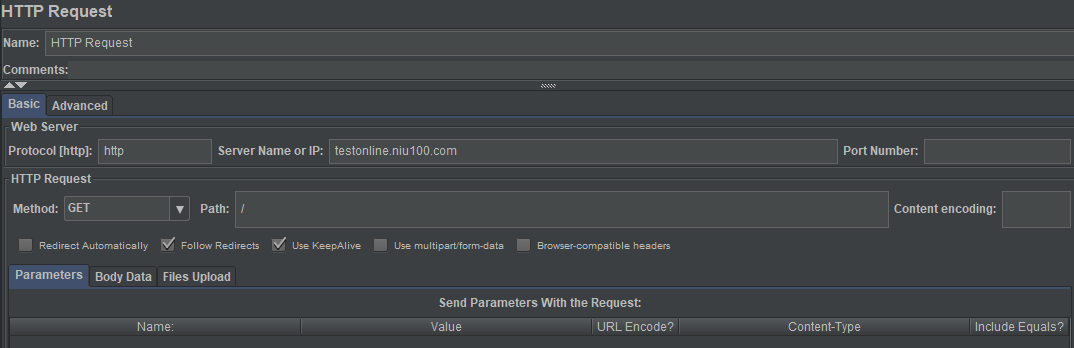 HTTP Request
Name: HTTP Request
Comments:
Basic Advanced
Web Server
Protocol [http]: http Server Name or IP: testonline.niu100.com Port Number:
HTTP Request
Method: GET Path: / Content encoding:
Redirect Automatically Follow Redirects Use KeepAlive Use multipart/form-data Browser-compatible headers
Parameters Body Data Files Upload
Send Parameters With the Request:
Name: Value URL Encode? Content-Type Include Equals?